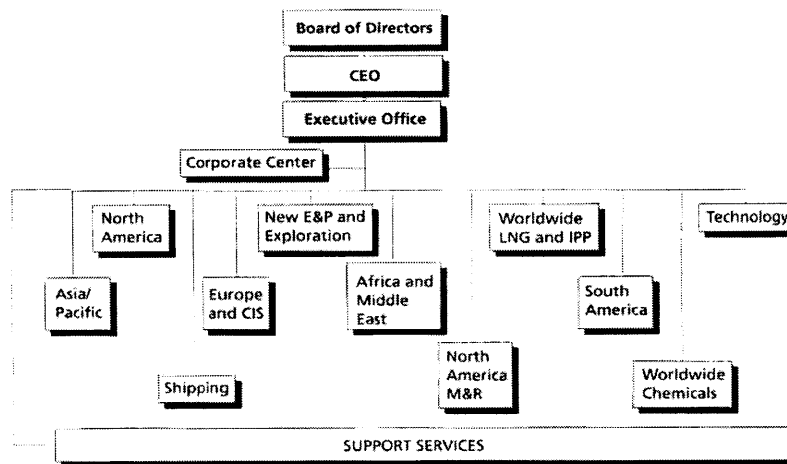 Board of Directors
CEO
Executive Office
Corporate Center
North
America
New E&P and
Exploration
Worldwide
LNG and IPP
Technology
Asia/
Pacific
Europe
and CIS
Africa and
Middle
East
South
America
Shipping
North
America
M&R
Worldwide
Chemicals
SUPPORT SERVICES